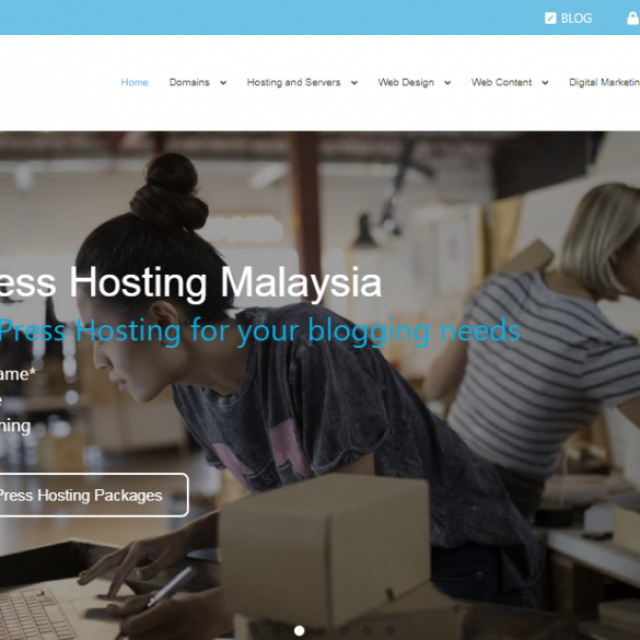 BLOG
Home Domains Hosting and Servers Web Design Web Content Digital Marketin
ess Hosting Malaysia
Press Hosting for your blogging needs
ame*
e
ning
Press Hosting Packages